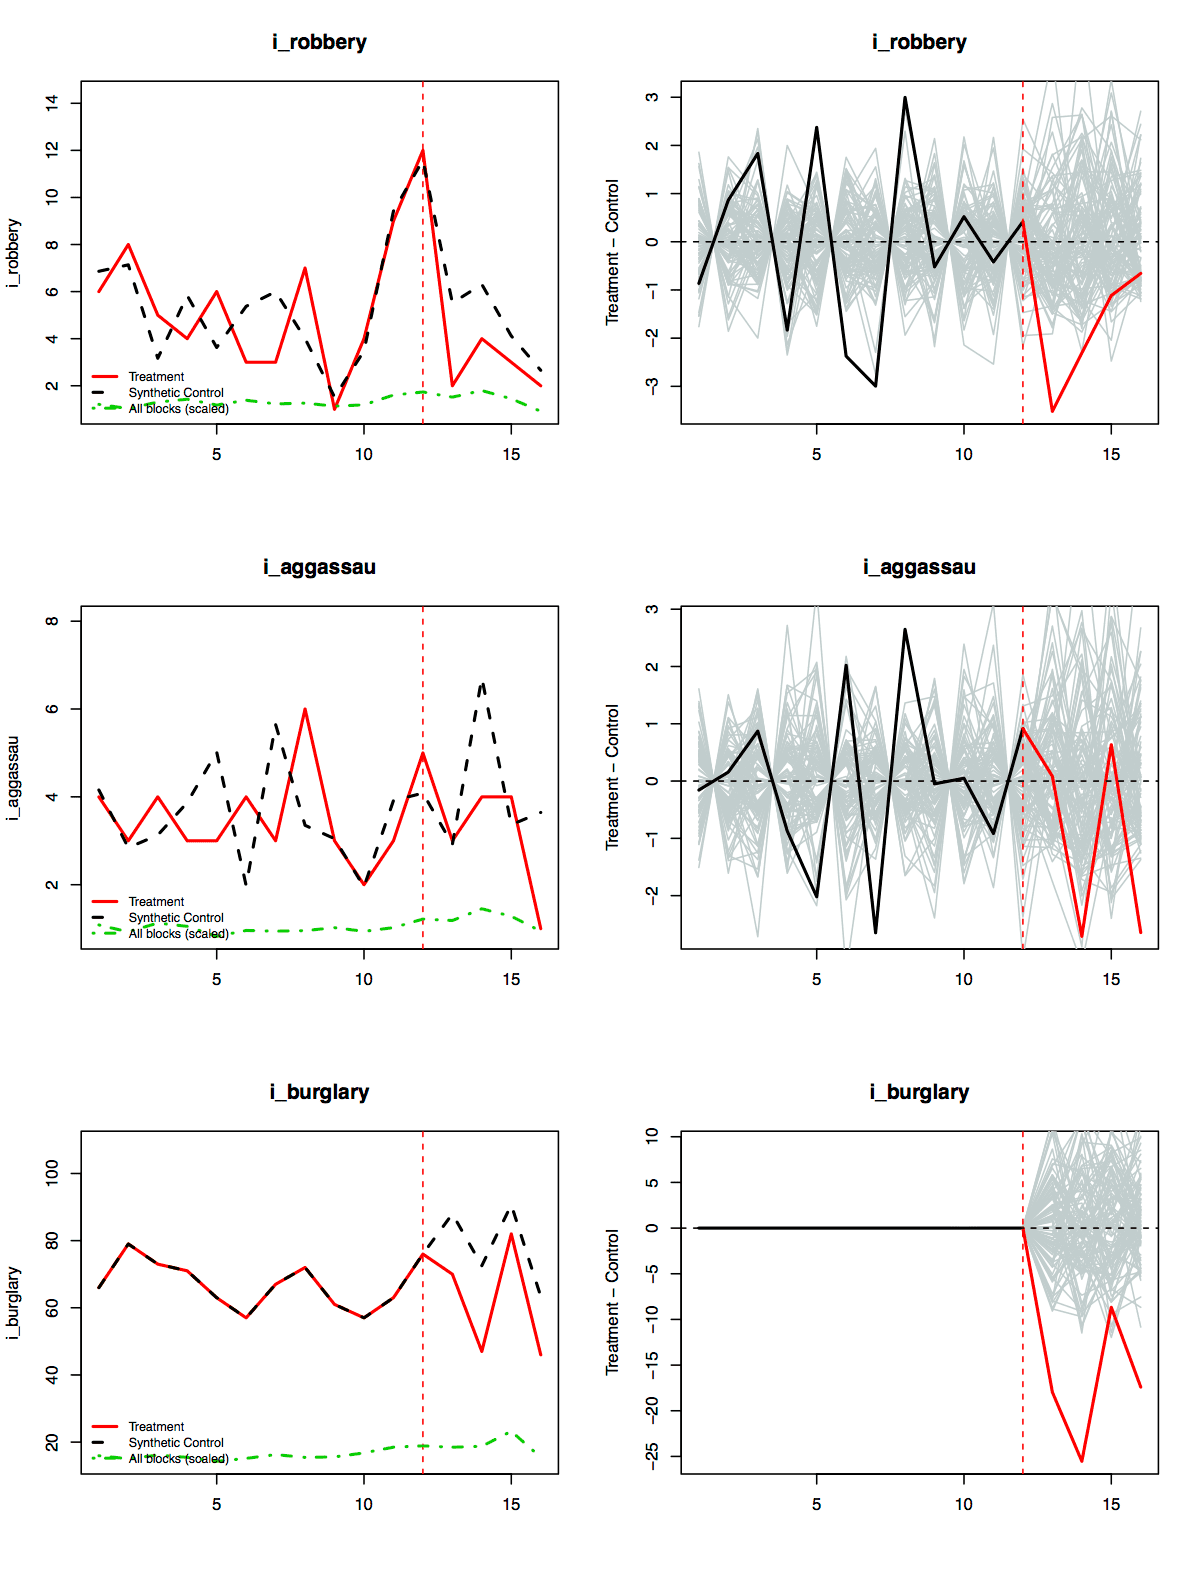 i_robbery
i_robbery
14
12
10
8
6
4
2
i_robbery
Treatment
Synthetic Control
All blocks (scaled)
5
10
15
3
2
1
0
−1
−2
−3
Treatment − Control
5
10
15
i_aggassau
i_aggassau
8
6
4
2
i_aggassau
Treatment
Synthetic Control
All blocks (scaled)
5
10
15
3
2
1
0
−1
−2
Treatment − Control
5
10
15
i_burglary
i_burglary
100
80
60
40
20
i_burglary
Treatment
Synthetic Control
All blocks (scaled)
5
10
15
10
5
0
−5
−10
−15
−20
−25
Treatment − Control
5
10
15